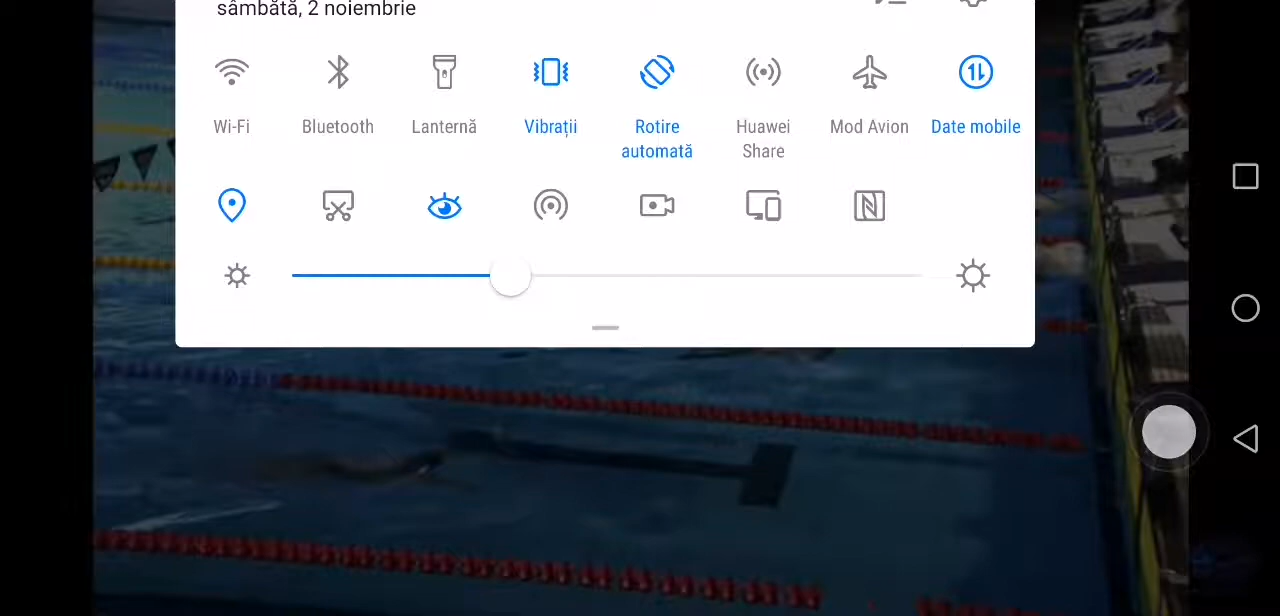 sâmbătă, 2 noiembrie
Wi-Fi
Bluetooth
Lanternă
Vibrații
Rotire
automată
Huawei
Share
Mod Avion
Date mobile